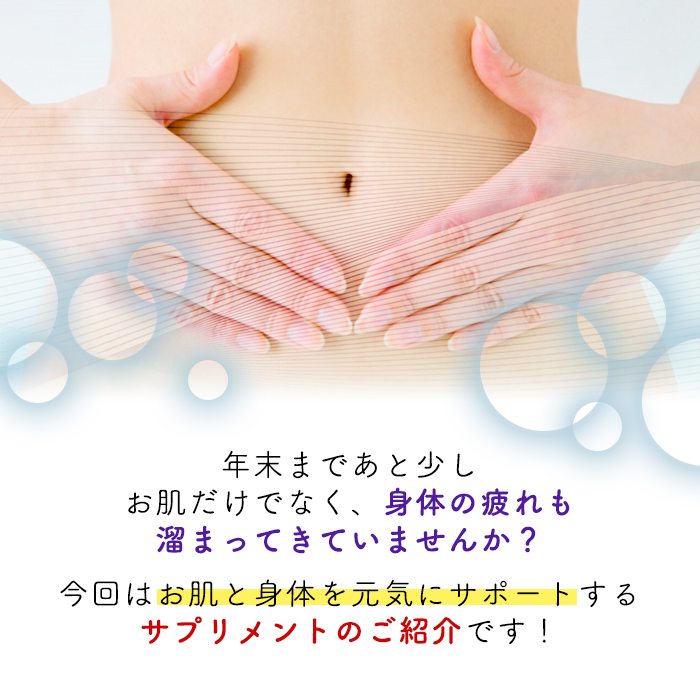 年末まであと少し
お肌だけでなく、身体の疲れも
溜まってきていませんか？
今回はお肌と身体を元気にサポートする
サプリメントのご紹介です！